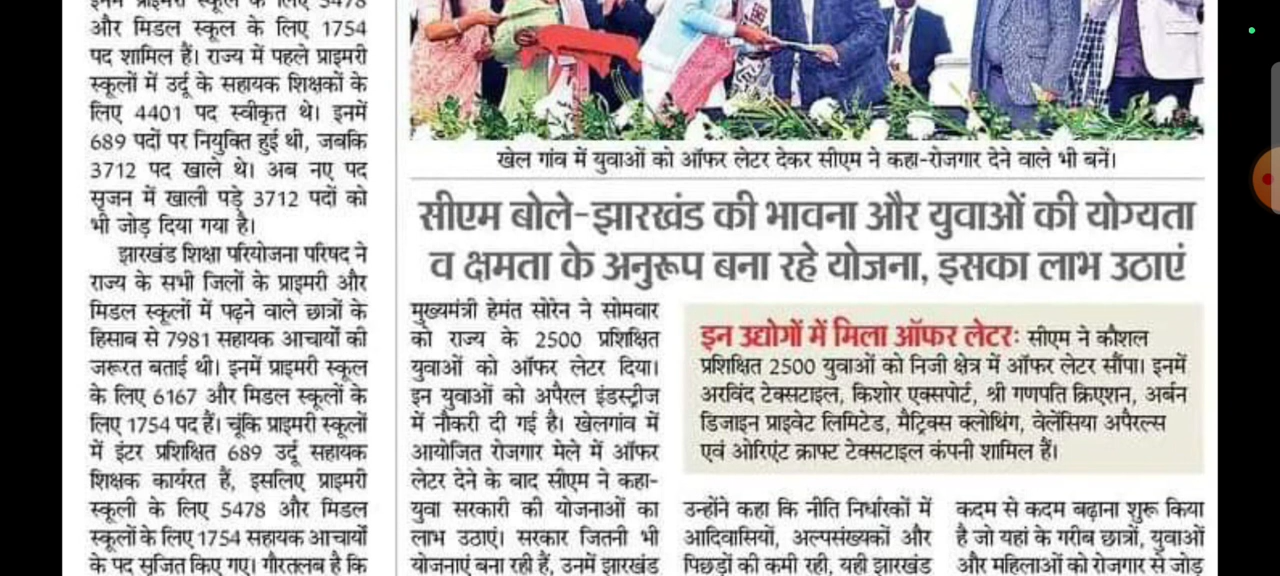 इनमें प्राइमरी स्कूल के लिए 5478
और मिडल स्कूल के लिए 1754
पद शामिल हैं। राज्य में पहले प्राइमरी
स्कूलों में उर्दू के सहायक शिक्षकों के
लिए 4401 पद स्वीकृत थे। इनमें
689 पदों पर नियुक्ति हुई थी, जबकि
3712 पद खाले थे। अब नए पद
सृजन में खाली पड़े 3712 पदों को
भी जोड़ दिया गया है।
झारखंड शिक्षा परियोजना परिषद ने
राज्य के सभी जिलों के प्राइमरी और
मिडल स्कूलों में पढ़ने वाले छात्रों के
हिसाब से 7981 सहायक आचार्यों की
जरूरत बताई थी। इनमें प्राइमरी स्कूल
के लिए 6167 और मिडल स्कूलों के
लिए 1754 पद हैं। चूंकि प्राइमरी स्कूलों
में इंटर प्रशिक्षित 689 उर्दू सहायक
शिक्षक कार्यरत हैं, इसलिए प्राइमरी
स्कूलो के लिए 5478 और मिडल
स्कूलों के लिए 1754 सहायक आचार्यों
के पद सृजित किए गए। गौरतलब है कि
खेल गांव में युवाओं को ऑफर लेटर देकर सीएम ने कहा-रोजगार देने वाले भी बनें।
सीएम बोले-झारखंड की भावना और युवाओं की योग्यता
व क्षमता के अनुरूप बना रहे योजना, इसका लाभ उठाएं
मुख्यमंत्री हेमंत सोरेन ने सोमवार
को राज्य के 2500 प्रशिक्षित
युवाओं को ऑफर लेटर दिया।
इन युवाओं को अपैरल इंडस्ट्रीज
में नौकरी दी गई है। खेलगांव में
आयोजित रोजगार मेले में ऑफर
लेटर देने के बाद सीएम ने कहा-
युवा सरकारी की योजनाओं का
लाभ उठाएं। सरकार जितनी भी
योजनाएं बना रही हैं, उनमें झारखंड
इन उद्योगों में मिला ऑफर लेटर: सीएम ने कौशल
प्रशिक्षित 2500 युवाओं को निजी क्षेत्र में ऑफर लेटर सौंपा। इनमें
अरविंद टेक्सटाइल, किशोर एक्सपोर्ट, श्री गणपति क्रिएशन, अर्बन
डिजाइन प्राइवेट लिमिटेड, मैट्रिक्स क्लोथिंग, वेलेंसिया अपैरल्स
एवं ओरिएंट क्राफ्ट टेक्सटाइल कंपनी शामिल हैं।
उन्होंने कहा कि नीति निर्धारकों में
आदिवासियों, अल्पसंख्यकों और
पिछड़ों की कमी रही, यही झारखंड
कदम से कदम बढ़ाना शुरू किया
है जो यहां के गरीब छात्रों, युवाओं
और महिलाओं को रोजगार से जोड़